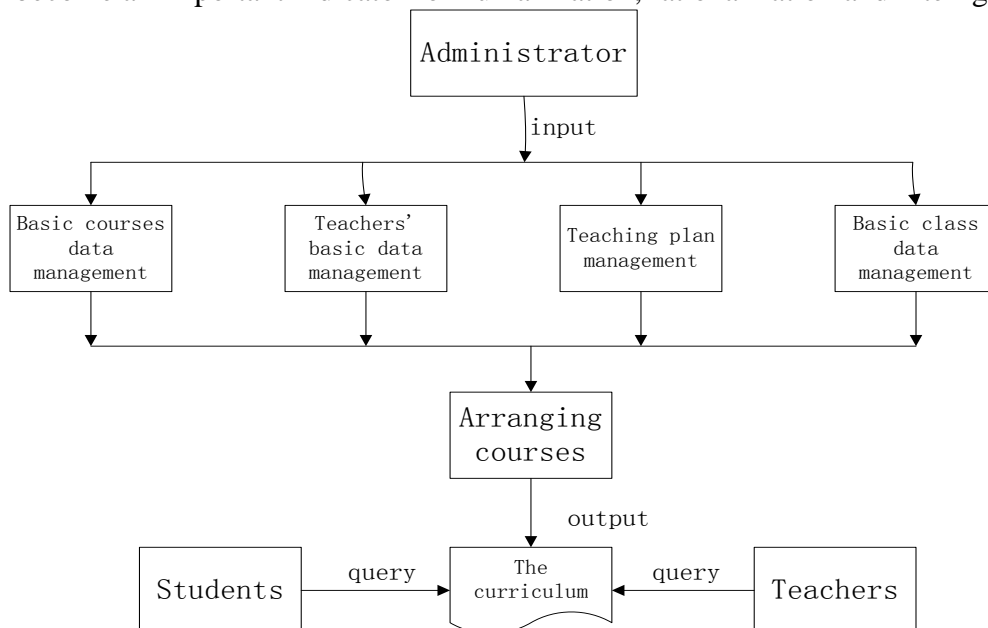 Administrator
input
Basic courses
data
management
Teachers'
basic data
management
Teaching plan
management
Basic class
data
management
Arranging
courses
output
Students
query
The
curriculum
query
Teachers